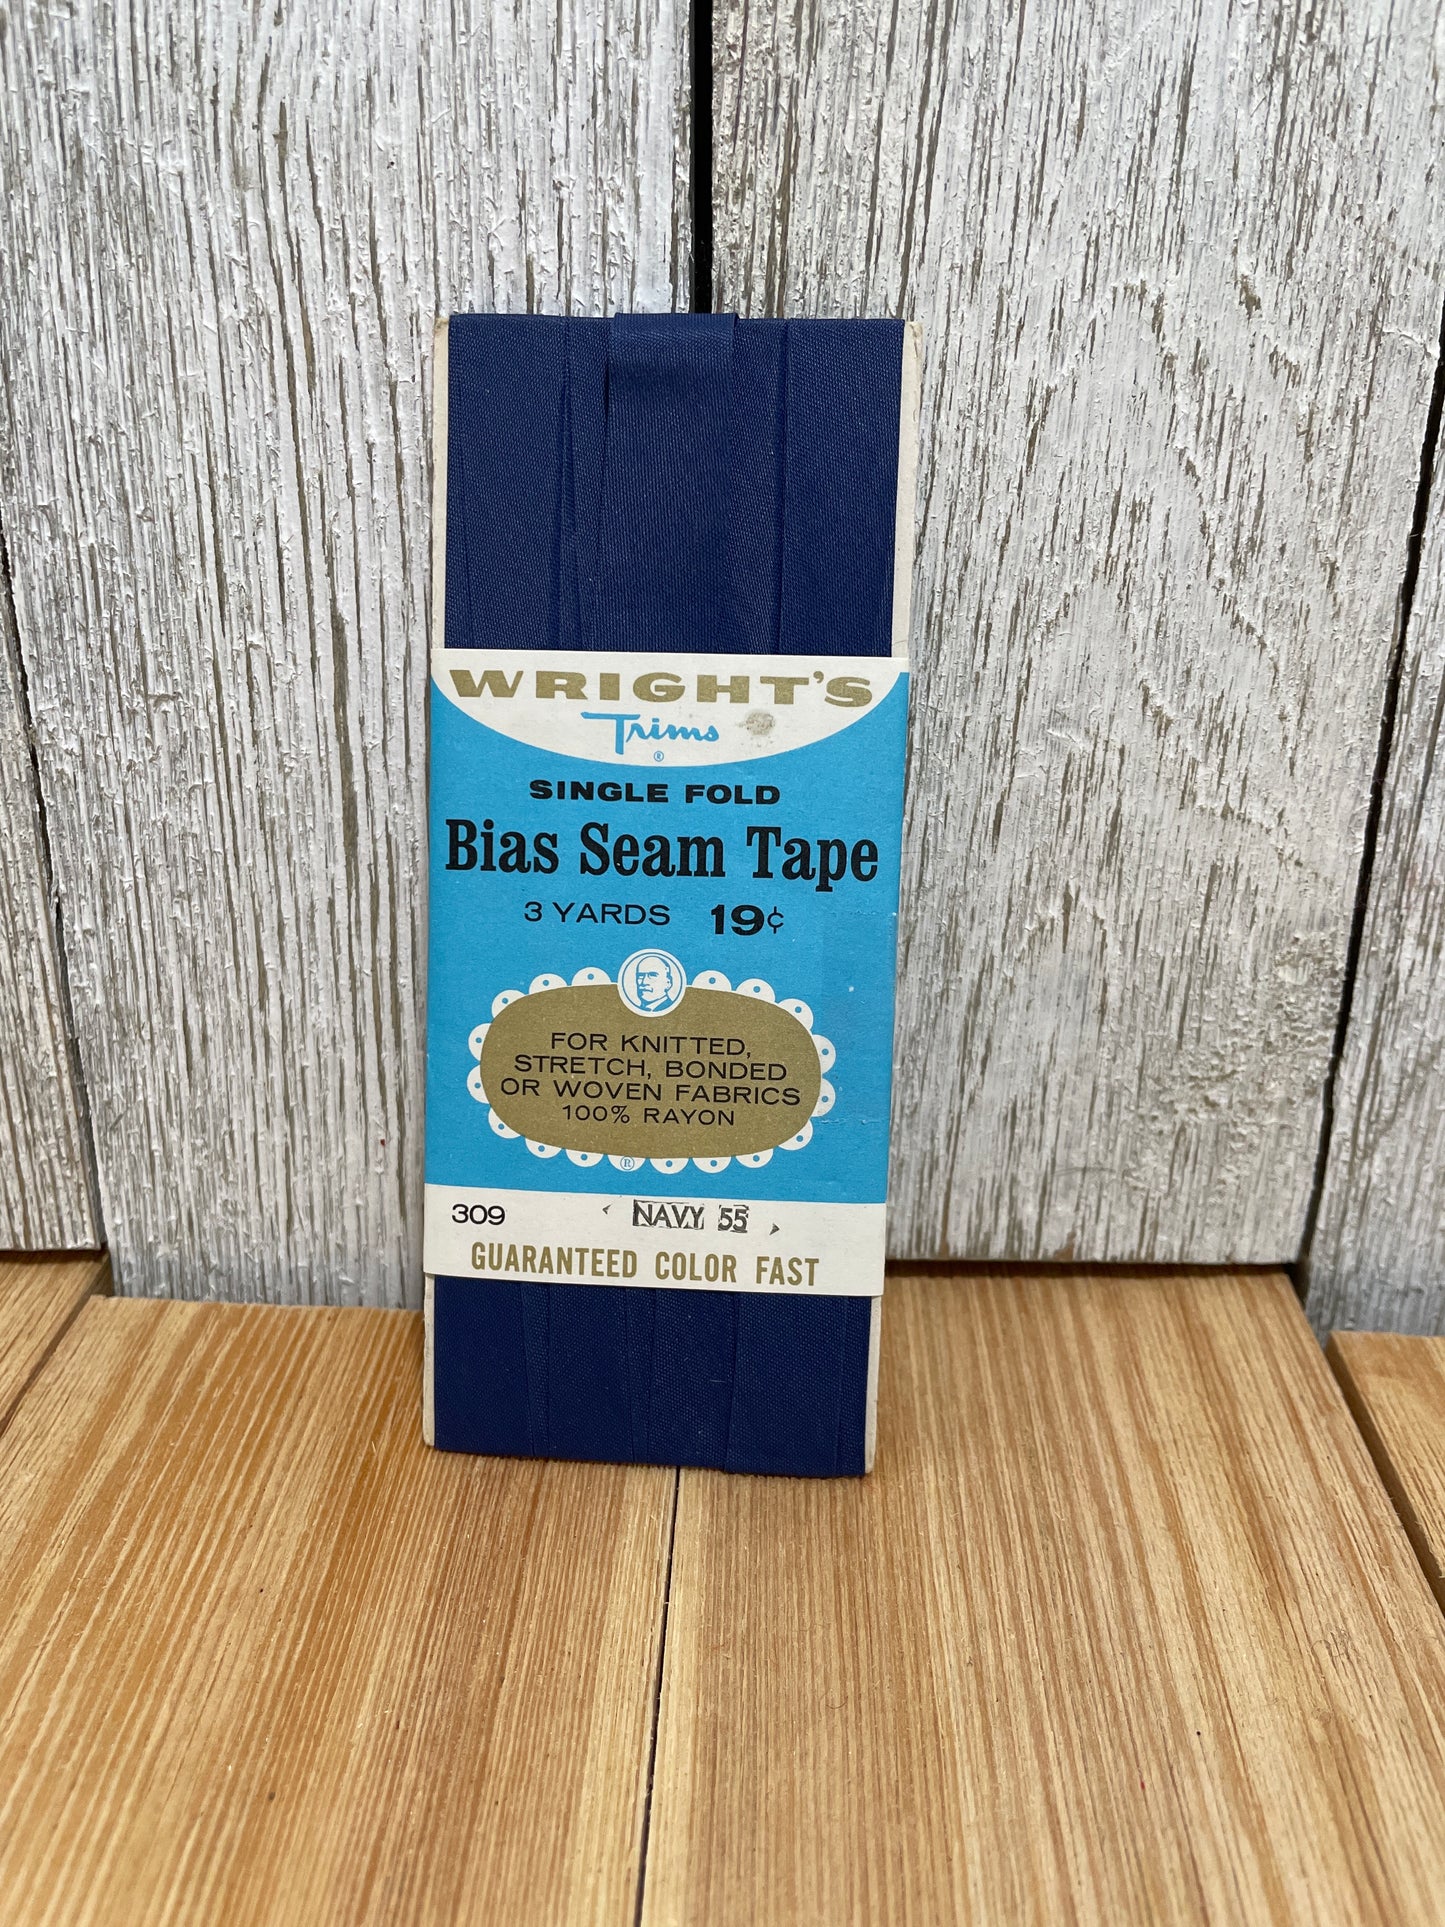 WRIGHT'S
Trims
®
SINGLE FOLD
Bias Seam Tape
3 YARDS 19¢
FOR KNITTED,
STRETCH, BONDED
OR WOVEN FABRICS
100% RAYON
®
309 NAVY 55
GUARANTEED COLOR FAST